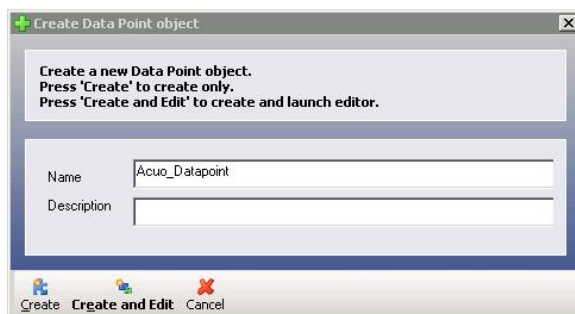 Create Data Point object
Create a new Data Point object.
Press 'Create' to create only.
Press 'Create and Edit' to create and launch editor.
Name
Acuo_Datapoint
Description
Create
Create and Edit
Cancel